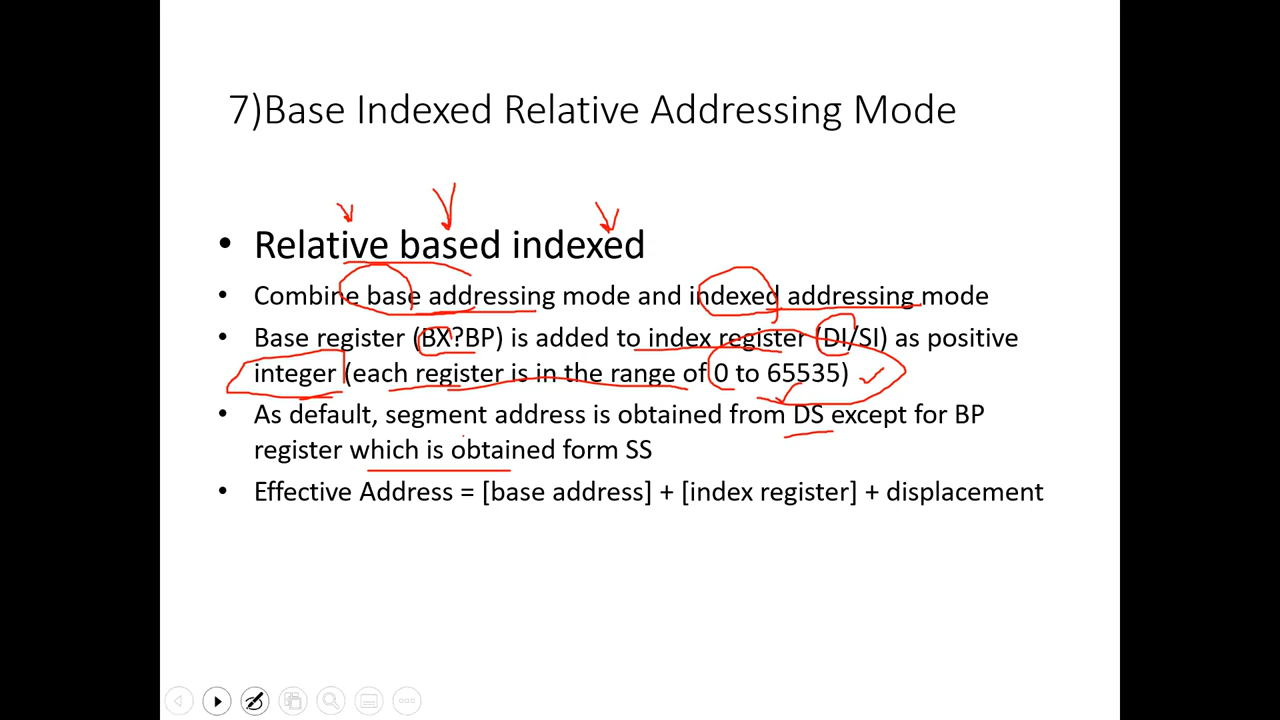 7)Base Indexed Relative Addressing Mode
• Relative based indexed
• Combine base addressing mode and indexed addressing mode
• Base register (BX?BP) is added to index register (DI/SI) as positive
integer (each register is in the range of 0 to 65535)
• As default, segment address is obtained from DS except for BP
register which is obtained form SS
• Effective Address = [base address] + [index register] + displacement